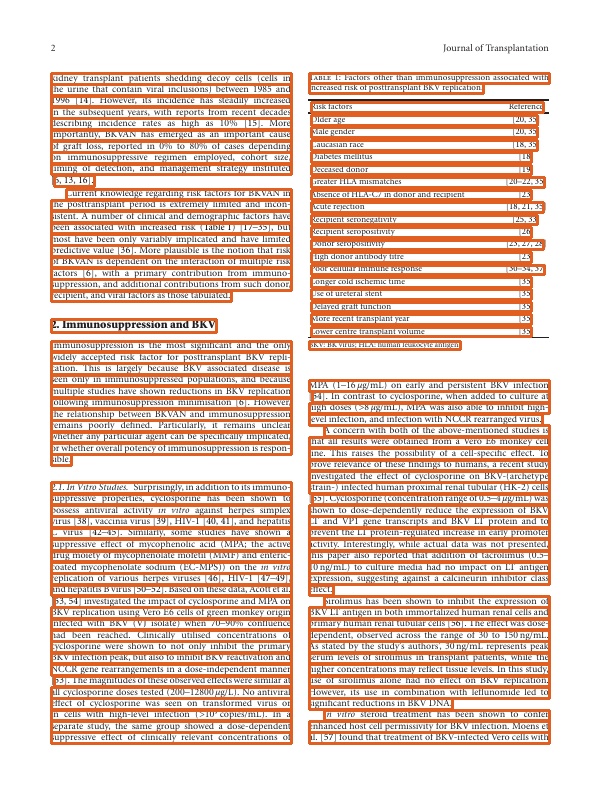 2
Journal of Transplantation
kidney transplant patients shedding decoy cells (cells in
the urine that contain viral inclusions) between 1985 and
1996 [14]. However, its incidence has steadily increased
in the subsequent years, with reports from recent decades
describing incidence rates as high as 10% [15]. More
importantly, BKVAN has emerged as an important cause
of graft loss, reported in 0% to 80% of cases depending
on immunosuppressive regimen employed, cohort size,
timing of detection, and management strategy instituted
13, 16].
Current knowledge regarding risk factors for BKVAN in
the posttransplant period is extremely limited and incon-
sistent. A number of clinical and demographic factors have
been associated with increased risk (Table 1) [17–35], but
most have been only variably implicated and have limited
predictive value [36]. More plausible is the notion that risk
of BKVAN is dependent on the interaction of multiple risk
factors [6], with a primary contribution from immuno-
suppression, and additional contributions from such donor,
recipient, and viral factors as those tabulated.
2. Immunosuppression and BKV
Immunosuppression is the most significant and the only
widely accepted risk factor for posttransplant BKV repli-
cation. This is largely because BKV associated disease is
seen only in immunosuppressed populations, and because
multiple studies have shown reductions in BKV replication
following immunosuppression minimisation [6]. However,
the relationship between BKVAN and immunosuppression
remains poorly defined. Particularly, it remains unclear
whether any particular agent can be specifically implicated,
or whether overall potency of immunosuppression is respon-
sible.
2.1. In Vitro Studies. Surprisingly, in addition to its immuno-
suppressive properties, cyclosporine has been shown to
possess antiviral activity in vitro against herpes simplex
virus [38], vaccinia virus [39], HIV-1 [40, 41], and hepatitis
C virus [42–45]. Similarly, some studies have shown a
suppressive effect of mycophenolic acid (MPA; the active
drug moiety of mycophenolate mofetil (MMF) and enteric-
coated mycophenolate sodium (EC-MPS)) on the in vitro
replication of various herpes viruses [46], HIV-1 [47–49],
and hepatitis B virus [50–52]. Based on these data, Acott et al.
[53, 54] investigated the impact of cyclosporine and MPA on
BKV replication using Vero E6 cells of green monkey origin
infected with BKV (V) isolate) when 70–90% confluence
had been reached. Clinically utilised concentrations of
cyclosporine were shown to not only inhibit the primary
BKV infection peak, but also to inhibit BKV reactivation and
NCCR gene rearrangements in a dose-independent manner
[53]. The magnitudes of these observed effects were similar at
all cyclosporine doses tested (200–12800 μg/L). No antiviral
effect of cyclosporine was seen on transformed virus or
in cells with high-level infection (>10⁹ copies/mL). In a
separate study, the same group showed a dose-dependent
suppressive effect of clinically relevant concentrations of
TABLE 1: Factors other than immunosuppression associated with
increased risk of posttransplant BKV replication.
Risk factors Reference
Older age [20, 35]
Male gender [20, 35]
Caucasian race [18, 35]
Diabetes mellitus [18]
Deceased donor [19]
Greater HLA mismatches [20–22, 35]
Absence of HLA-C7 in donor and recipient [23]
Acute rejection [18, 21, 35]
Recipient seronegativity [25, 33]
Recipient seropositivity [26]
Donor seropositivity [25, 27, 28]
High donor antibody titre [25]
Poor cellular immune response [30–34, 37]
Longer cold ischemic time [35]
Use of ureteral stent [35]
Delayed graft function [35]
More recent transplant year [35]
Lower centre transplant volume [35]
BKV: BK virus; HLA: human leukocyte antigen.
MPA (1–16 μg/mL) on early and persistent BKV infection
[54]. In contrast to cyclosporine, when added to culture at
high doses (>8 μg/mL), MPA was also able to inhibit high-
level infection, and infection with NCCR rearranged virus.
A concern with both of the above-mentioned studies is
that all results were obtained from a Vero E6 monkey cell
line. This raises the possibility of a cell-specific effect. To
prove relevance of these findings to humans, a recent study
investigated the effect of cyclosporine on BKV-(archetype
strain-) infected human proximal renal tubular (HK-2) cells
[55]. Cyclosporine (concentration range of 0.5–4 μg/mL) was
shown to dose-dependently reduce the expression of BKV
LT and VP1 gene transcripts and BKV LT protein and to
prevent the LT protein-regulated increase in early promoter
activity. Interestingly, while actual data was not presented,
this paper also reported that addition of tacrolimus (0.5–
10 ng/mL) to culture media had no impact on LT antigen
expression, suggesting against a calcineurin inhibitor class
effect.
Sirolimus has been shown to inhibit the expression of
BKV LT antigen in both immortalized human renal cells and
primary human renal tubular cells [56]. The effect was dose-
dependent, observed across the range of 30 to 150 ng/mL.
As stated by the study's authors, 30 ng/mL represents peak
serum levels of sirolimus in transplant patients, while the
higher concentrations may reflect tissue levels. In this study
use of sirolimus alone had no effect on BKV replication.
However, its use in combination with leflunomide led to
significant reductions in BKV DNA.
In vitro steroid treatment has been shown to confer
enhanced host cell permissivity for BKV infection. Moens et
al. [57] found that treatment of BKV-infected Vero cells with